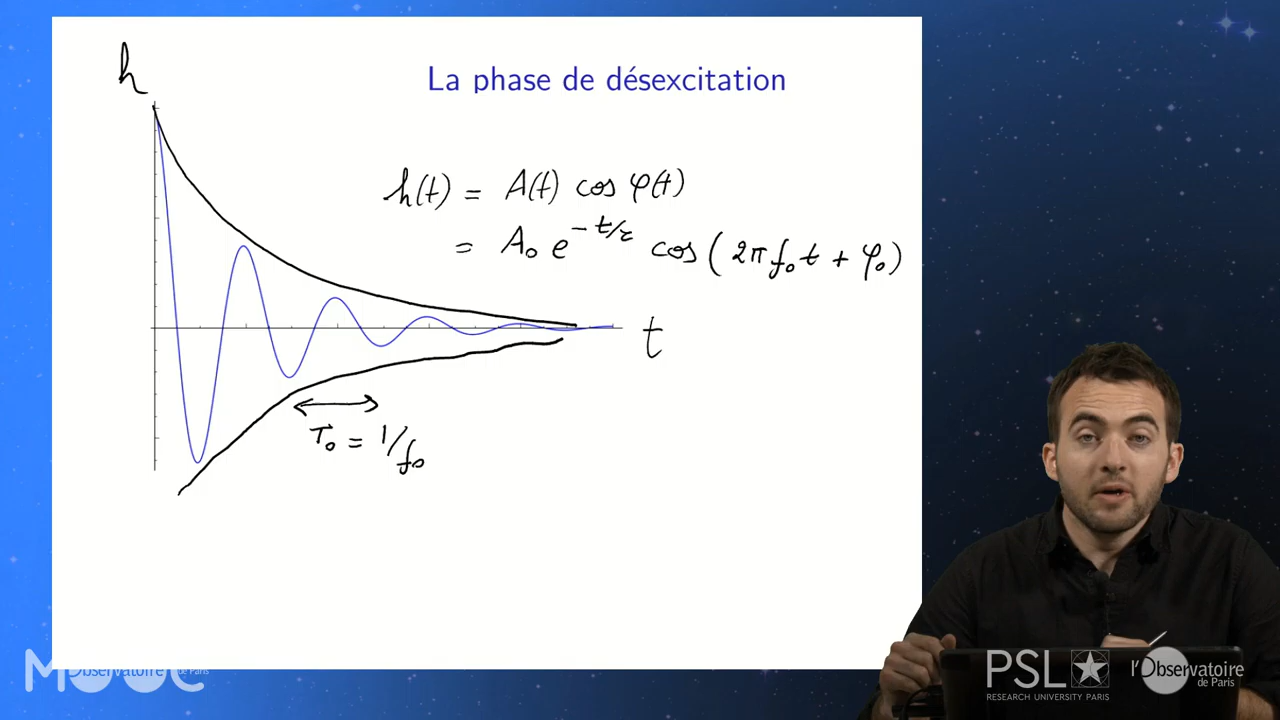 h
La phase de désexcitation
h(t) = A(t) cos φ(t)
= A₀ e^{-t/τ} cos(2πf₀t + φ₀)
t
T₀ = 1/f₀
MOOC
l'Observatoire de Paris
PSL
RESEARCH UNIVERSITY PARIS
l'Observatoire
de Paris